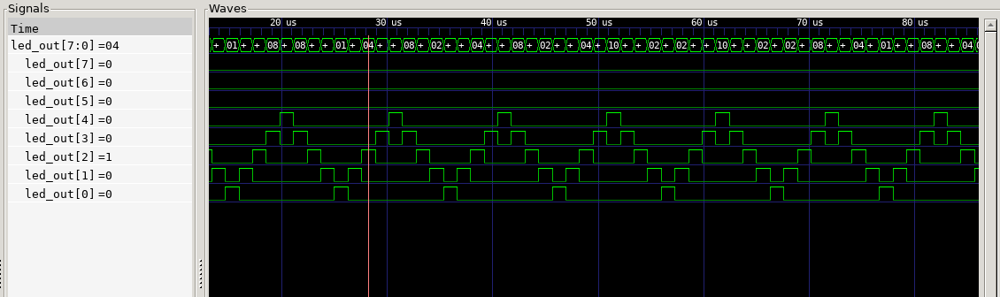 Signals
Waves
Time
20 us 30 us 40 us 50 us 60 us 70 us 80 us
led_out[7:0]=04
+ 01 + + 08 + 08 + + 01 + 04 + + 08 + + 02 + 04 + + 08 + 02 + + 04 + 10 + + 02 + 02 + + 10 + + 02 + 02 + 08 + + 04 + 01 + + 08 + + 04
led_out[7]=0
led_out[6]=0
led_out[5]=0
led_out[4]=0
led_out[3]=0
led_out[2]=1
led_out[1]=0
led_out[0]=0